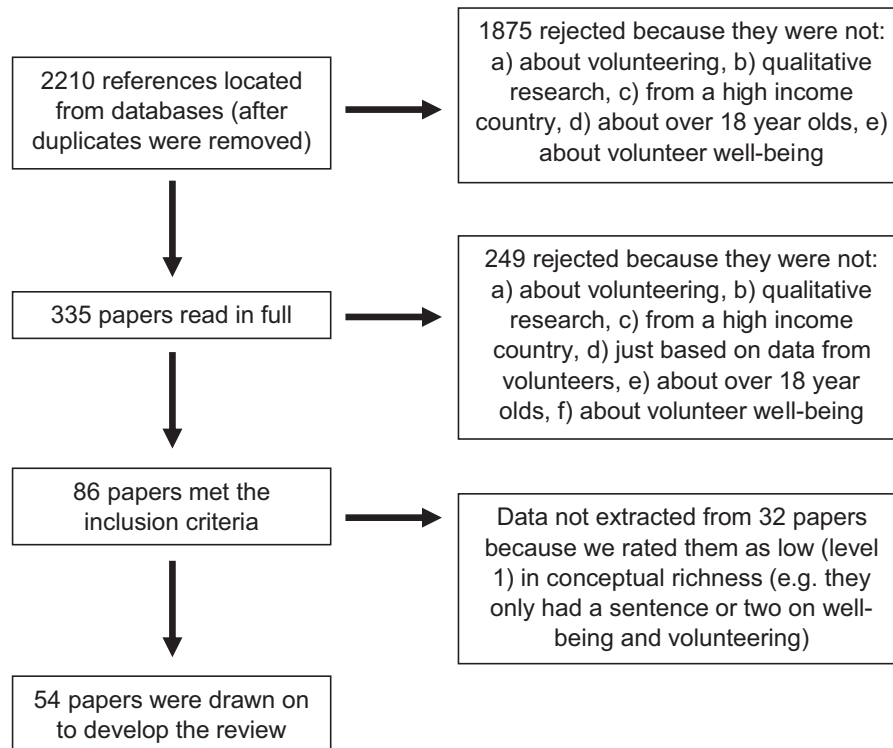 2210 references located
from databases (after
duplicates were removed)
1875 rejected because they were not:
a) about volunteering, b) qualitative
research, c) from a high income
country, d) about over 18 year olds, e)
about volunteer well-being
335 papers read in full
249 rejected because they were not:
a) about volunteering, b) qualitative
research, c) from a high income
country, d) just based on data from
volunteers, e) about over 18 year
olds, f) about volunteer well-being
86 papers met the
inclusion criteria
Data not extracted from 32 papers
because we rated them as low (level
1) in conceptual richness (e.g. they
only had a sentence or two on well-
being and volunteering)
54 papers were drawn on
to develop the review